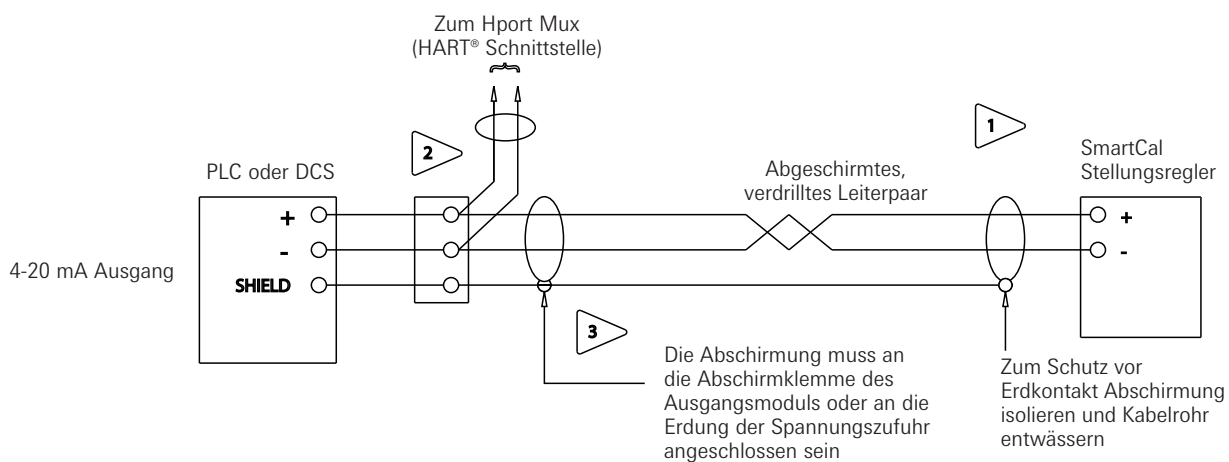 Zum Hport Mux
(HART® Schnittstelle)
1
2
SmartCal
Stellungsregler
PLC oder DCS
Abgeschirmtes,
verdrilltes Leiterpaar
+
-
SHIELD
+
-
4-20 mA Ausgang
3
Die Abschirmung muss an
die Abschirmklemme des
Ausgangsmoduls oder an die
Erdung der Spannungszufuhr
angeschlossen sein
Zum Schutz vor
Erdkontakt Abschirmung
isolieren und Kabelrohr
entwässern